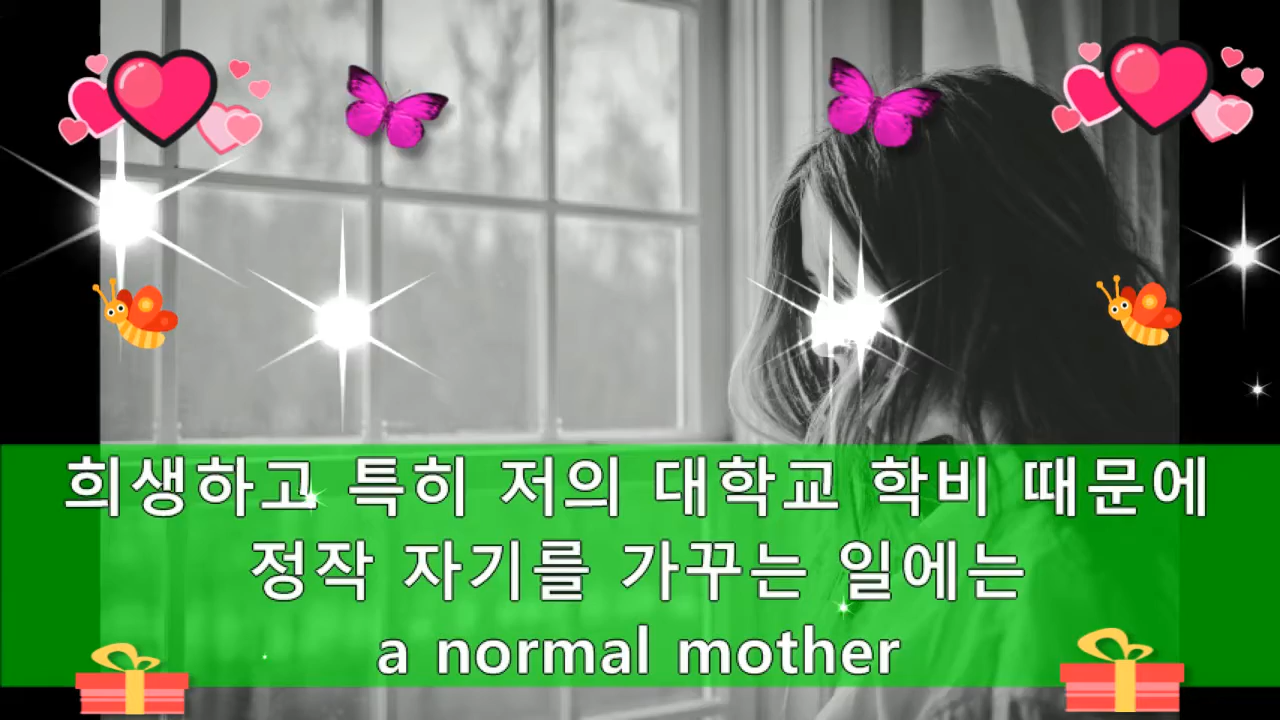 희생하고 특히 저의 대학교 학비 때문에
정작 자기를 가꾸는 일에는
a normal mother